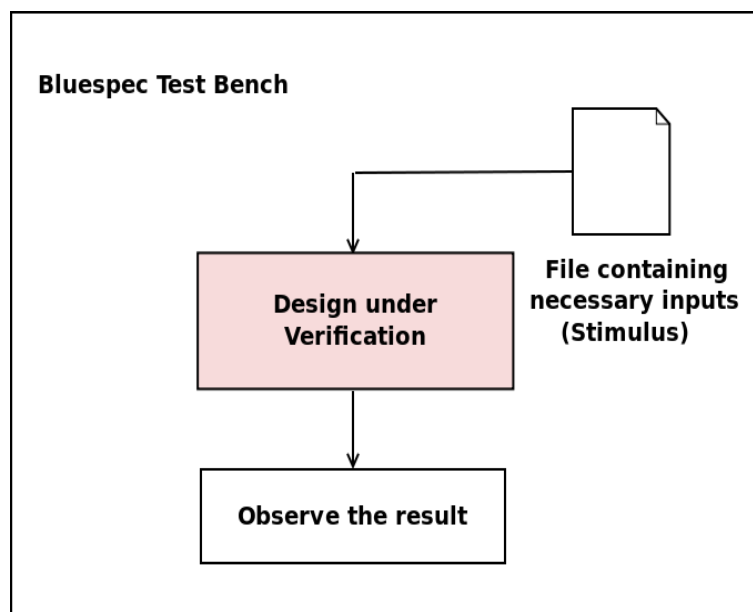 Bluespec Test Bench
File containing
necessary inputs
(Stimulus)
Design under
Verification
Observe the result